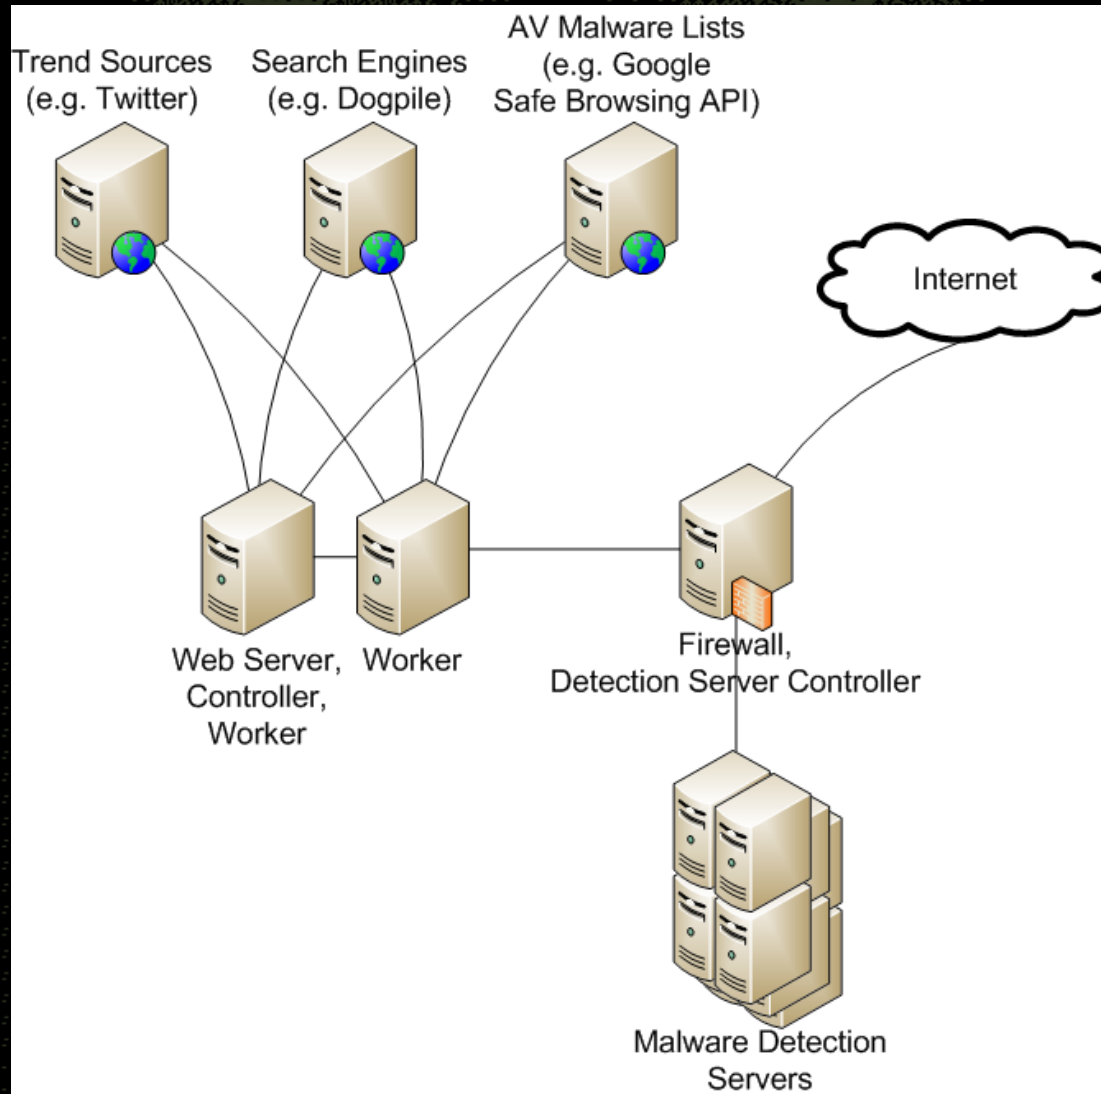 Trend Sources
(e.g. Twitter)
Search Engines
(e.g. Dogpile)
AV Malware Lists
(e.g. Google
Safe Browsing API)
Internet
Web Server,
Controller,
Worker
Worker
Firewall,
Detection Server Controller
Malware Detection
Servers